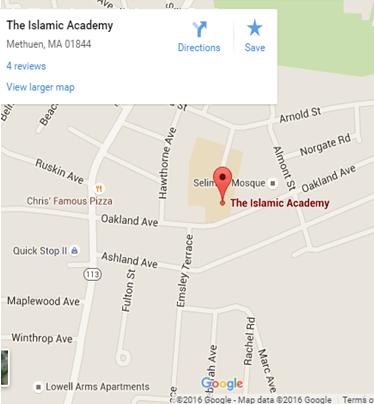 The Islamic Academy
Methuen, MA 01844
4 reviews
View larger map
Directions
Save
Arnold St
Norgate Rd
Almont St
Hawthorne Ave
Ruskin Ave
Selim
Mosque
Oakland Ave
Chris' Famous Pizza
The Islamic Academy
Oakland Ave
Quick Stop II
Ashland Ave
113
Emsley Terrace
Fulton St
Maplewood Ave
Winthrop Ave
Rachel Rd
Marc Ave
Lowell Arms Apartments
Google
©2016 Google - Map data ©2016 Google
Terms o